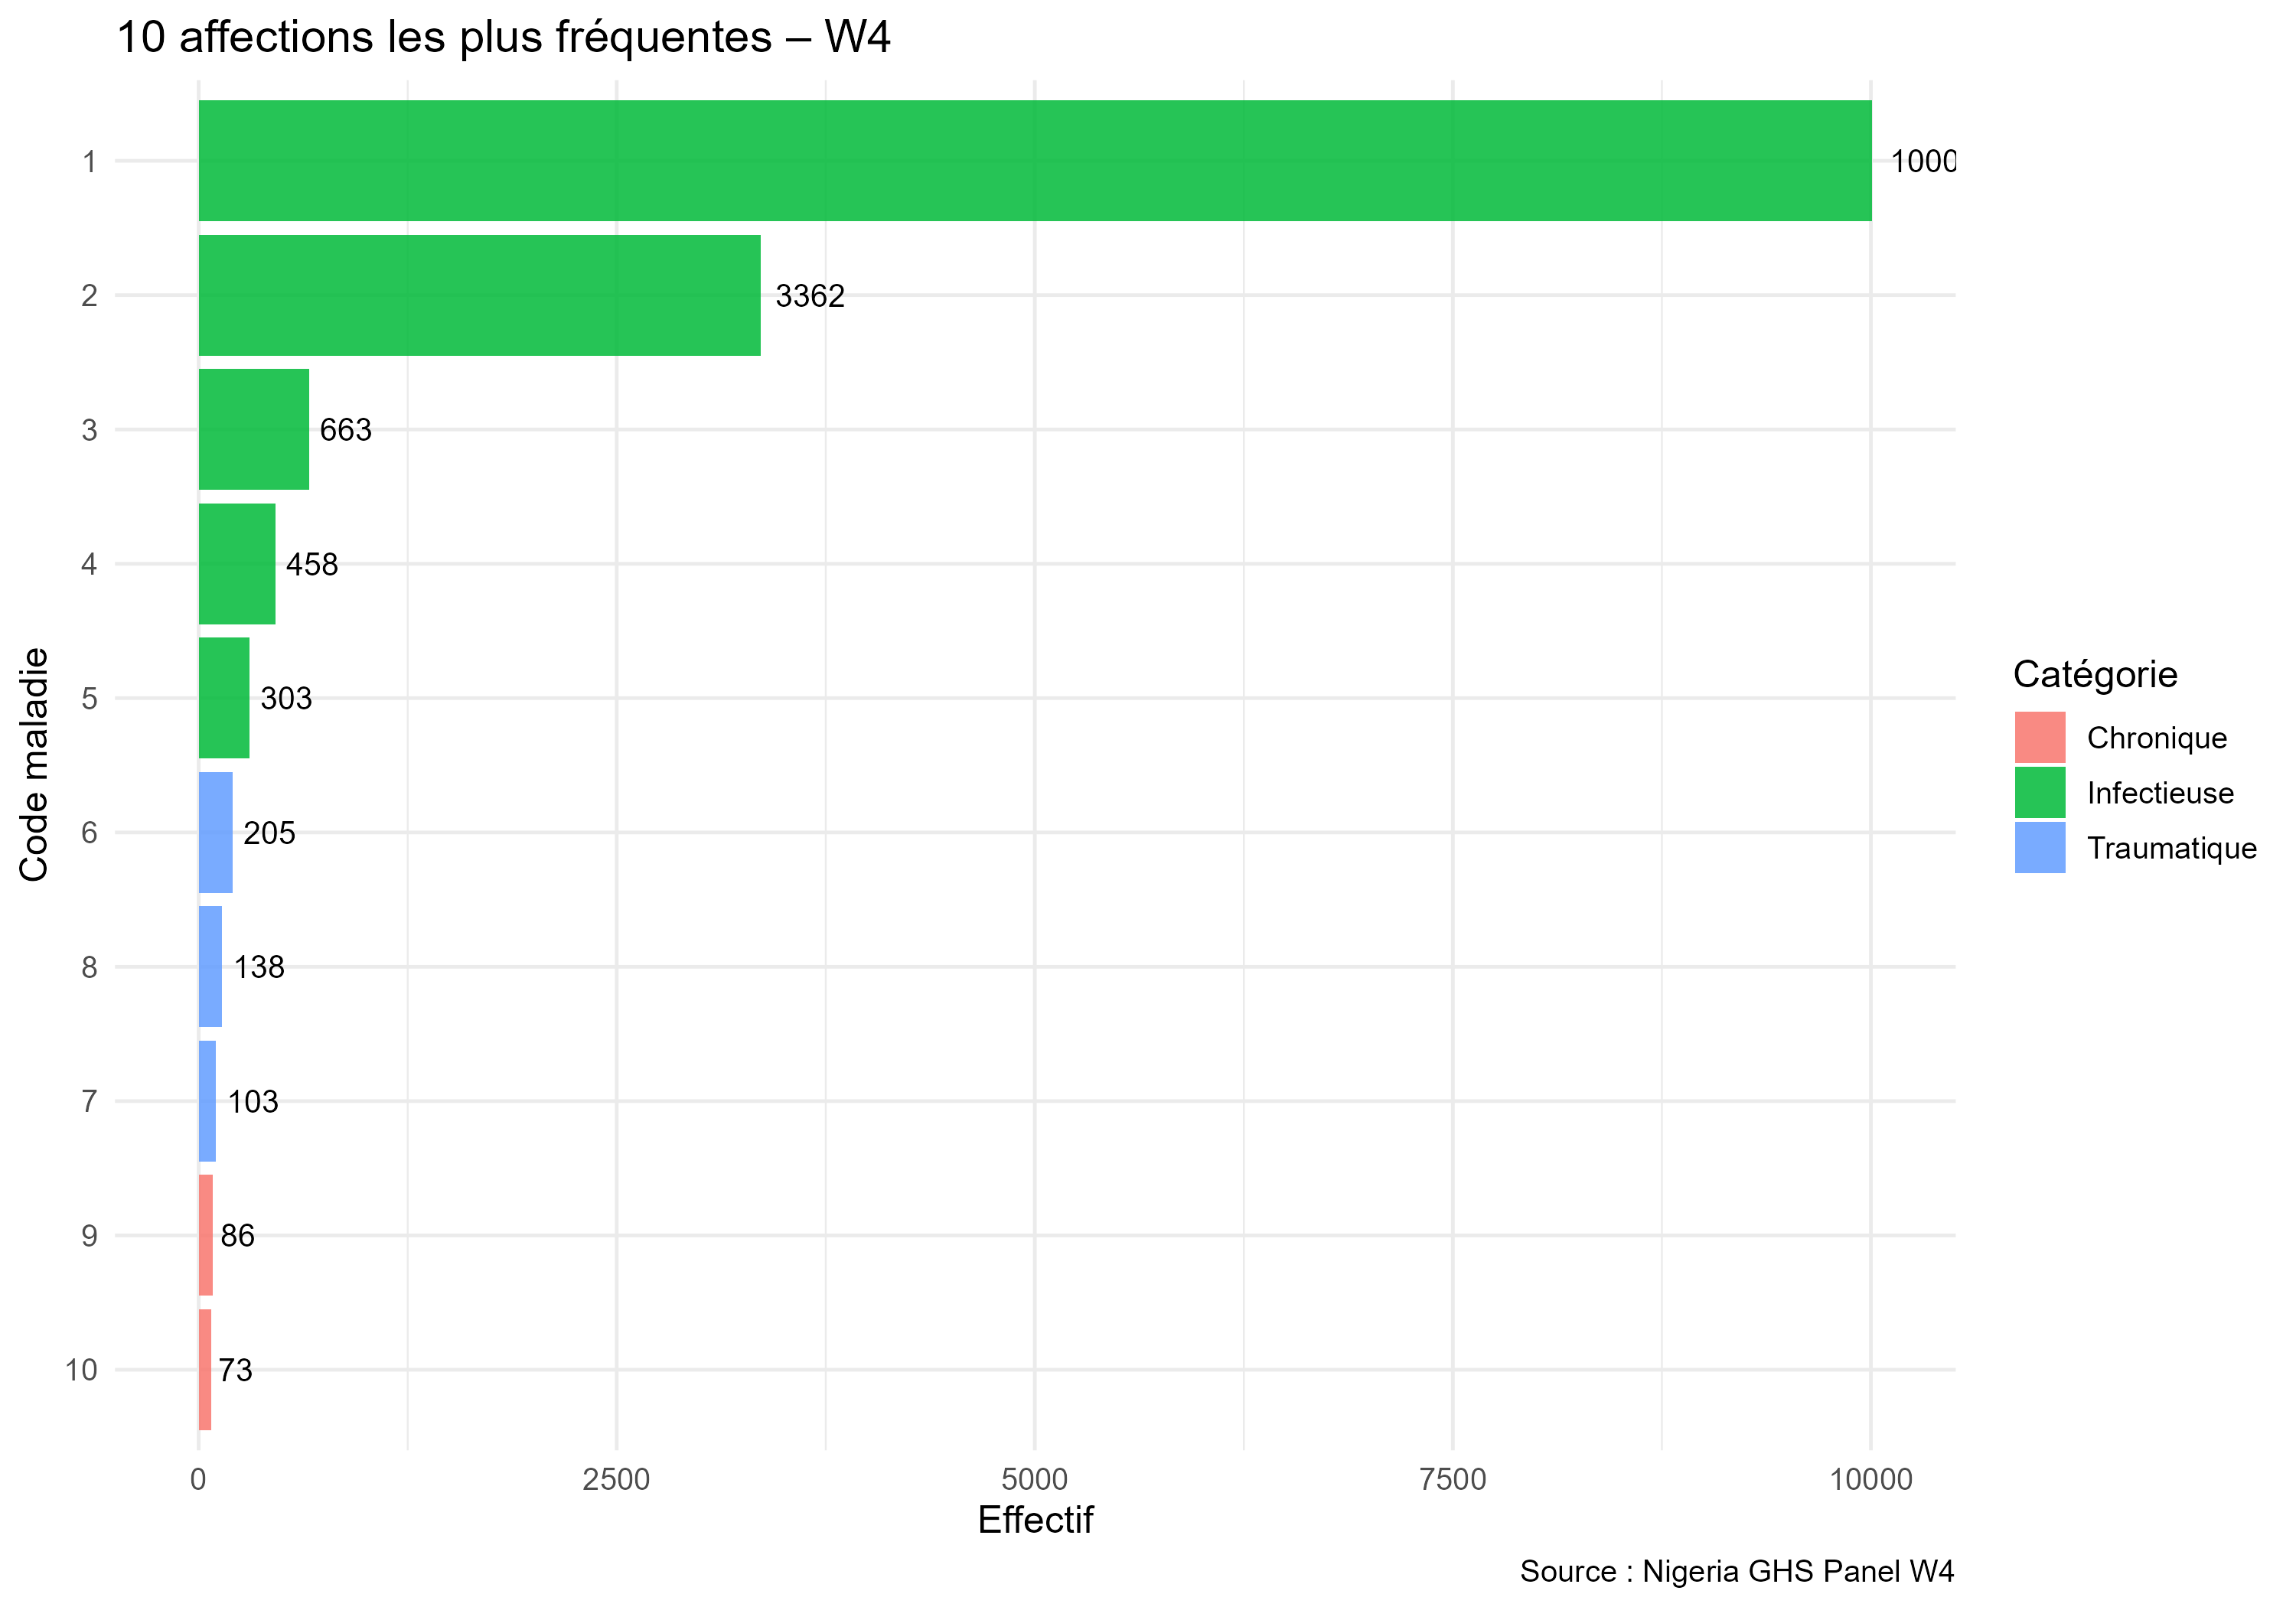 10 affections les plus fréquentes – W4
Code maladie
1
2
3
4
5
6
8
7
9
10
1000
3362
663
458
303
205
138
103
86
73
0 2500 5000 7500 10000
Effectif
Catégorie
Chronique
Infectieuse
Traumatique
Source : Nigeria GHS Panel W4